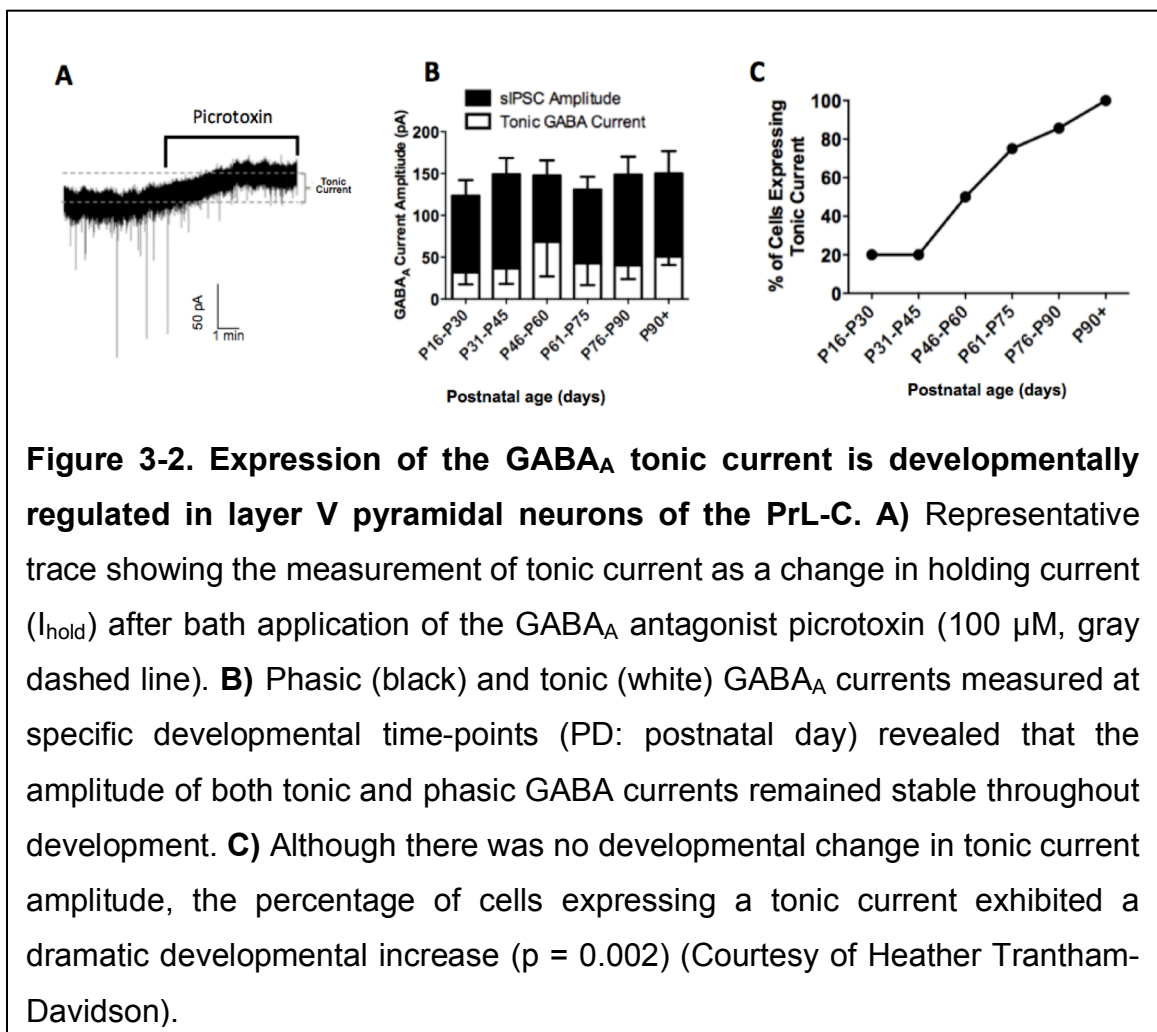 A
Picrotoxin
Tonic
Current
50 pA
1 min
B
sIPSC Amplitude
Tonic GABA Current
GABAA Current Ampltiude (pA)
200
150
100
50
0
P16-P30
P31-P45
P46-P60
P61-P75
P76-P90
P90+
Postnatal age (days)
C
% of Cells Expressing
Tonic Current
100
80
60
40
20
0
P16-P30
P31-P45
P46-P60
P61-P75
P76-P90
P90+
Postnatal age (days)
Figure 3-2. Expression of the GABAA tonic current is developmentally
regulated in layer V pyramidal neurons of the PrL-C. A) Representative
trace showing the measurement of tonic current as a change in holding current
(Ihold) after bath application of the GABAA antagonist picrotoxin (100 µM, gray
dashed line). B) Phasic (black) and tonic (white) GABAA currents measured at
specific developmental time-points (PD: postnatal day) revealed that the
amplitude of both tonic and phasic GABA currents remained stable throughout
development. C) Although there was no developmental change in tonic current
amplitude, the percentage of cells expressing a tonic current exhibited a
dramatic developmental increase (p = 0.002) (Courtesy of Heather Trantham-
Davidson).